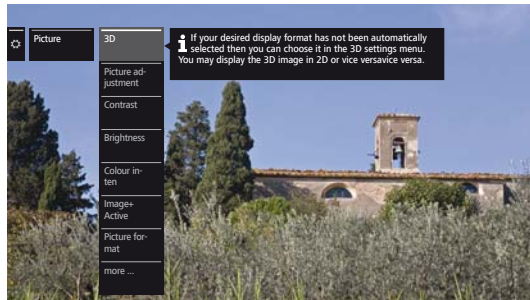 Picture
3D
If your desired display format has not been automatically
selected then you can choose it in the 3D settings menu.
You may display the 3D image in 2D or vice versavice versa.
Picture ad-
justment
Contrast
Brightness
Colour in-
ten
Image+
Active
Picture for-
mat
more ...